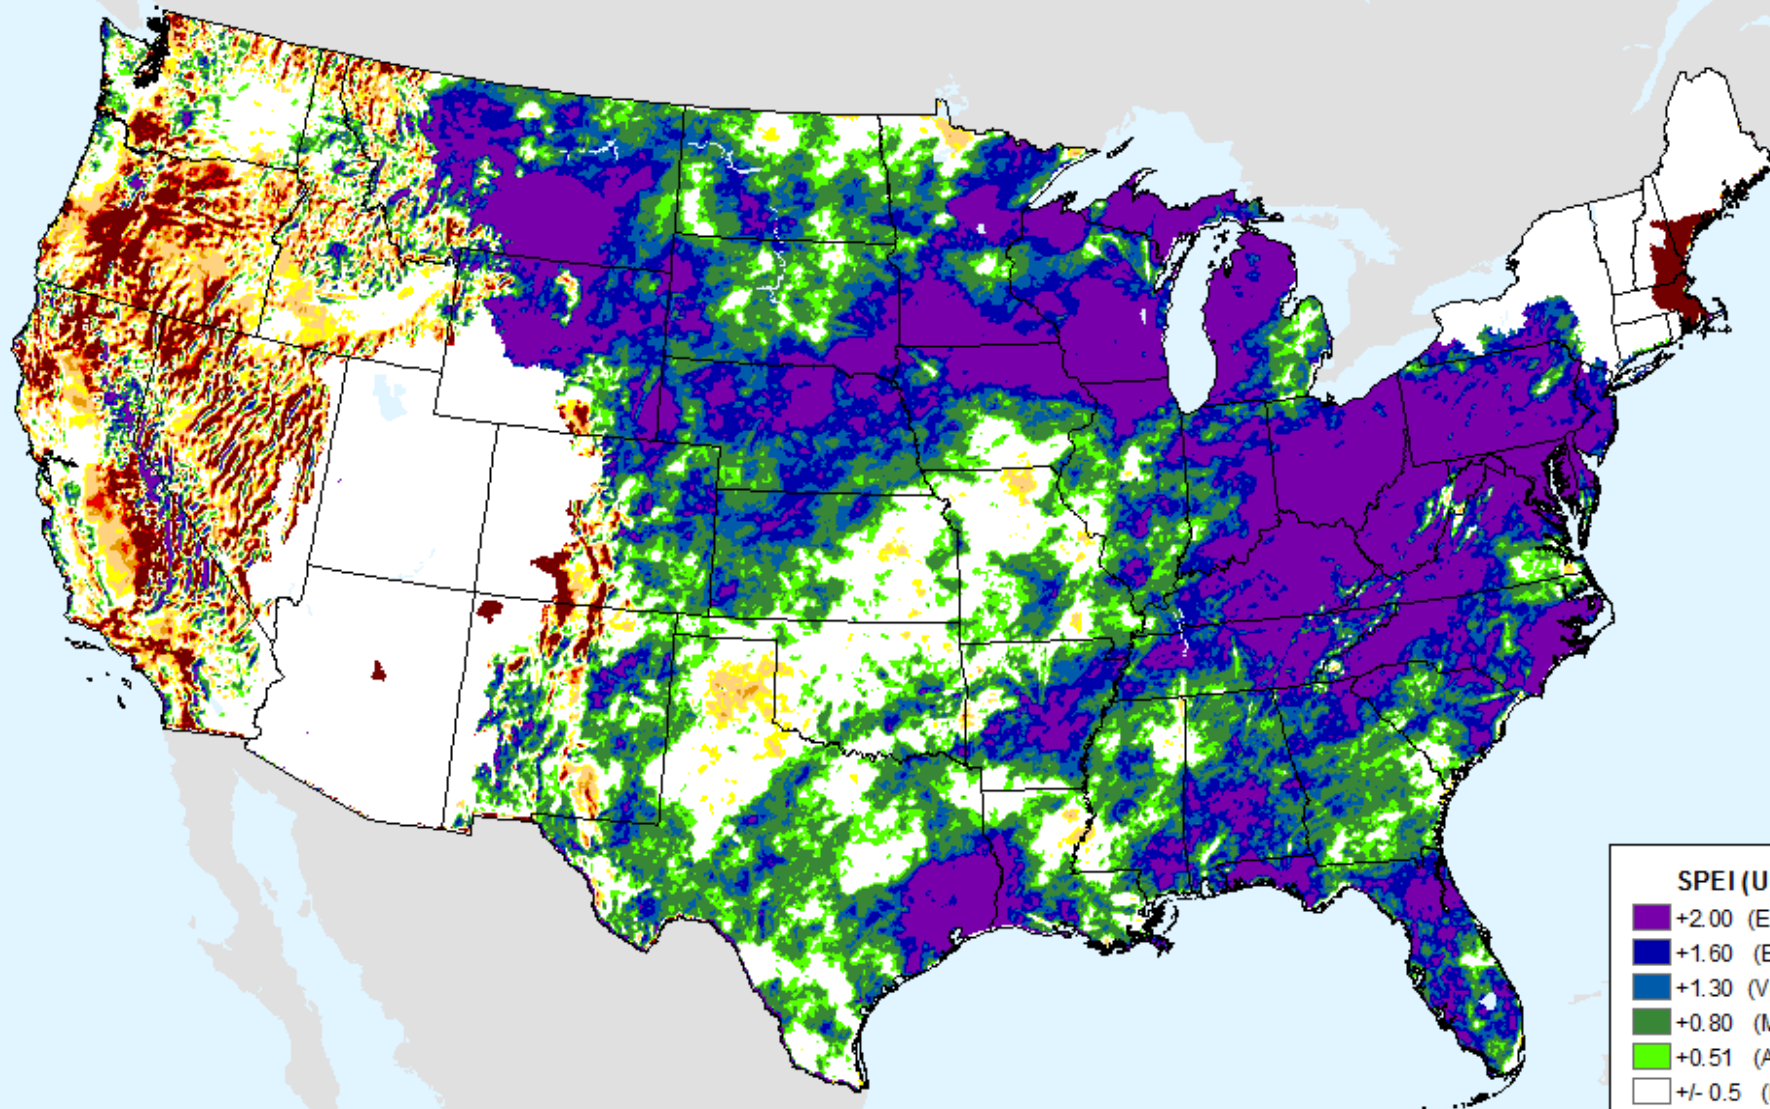 SPEI (U
+2.00 (E
+1.60 (E
+1.30 (V
+0.80 (M
+0.51 (A
+/- 0.5 (